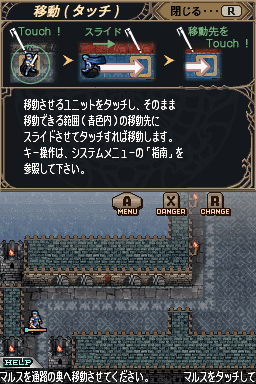 移動(タッチ)
閉じる･･･R
Touch !
スライド
移動先を
Touch !
移動させるユニットをタッチし、そのまま
移動できる範囲(青色内)の移動先に
スライドさせてタッチすれば移動します。
キー操作は、システムメニューの「指南」を
参照して下さい。
A
MENU
X
DANGER
R
CHANGE
HELP
マルスを通路の奥へ移動させてください。
マルスをタッチして